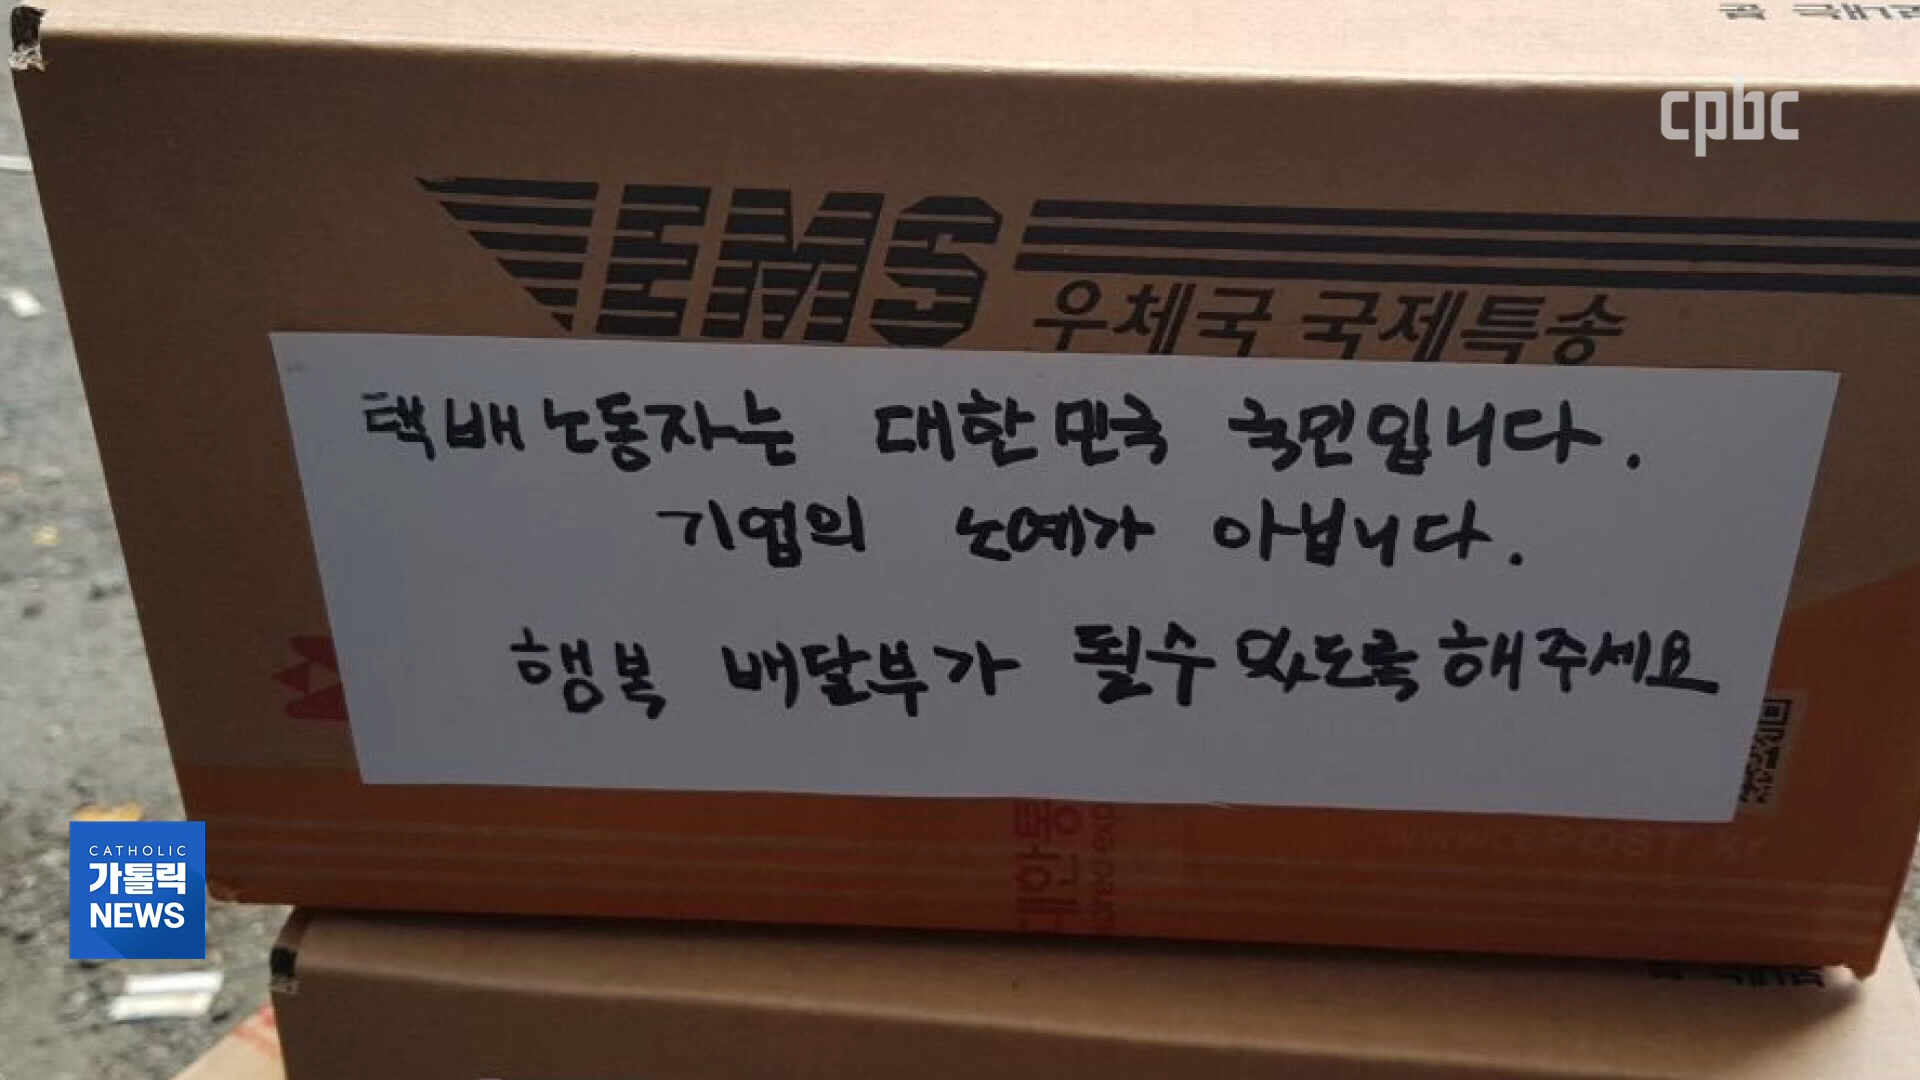 cpbc
EMS
우체국 국제특송
택배 노동자는 대한민국 국민입니다.
기업의 노예가 아닙니다.
행복 배달부가 될수 있도록 해주세요
CATHOLIC
가톨릭
NEWS